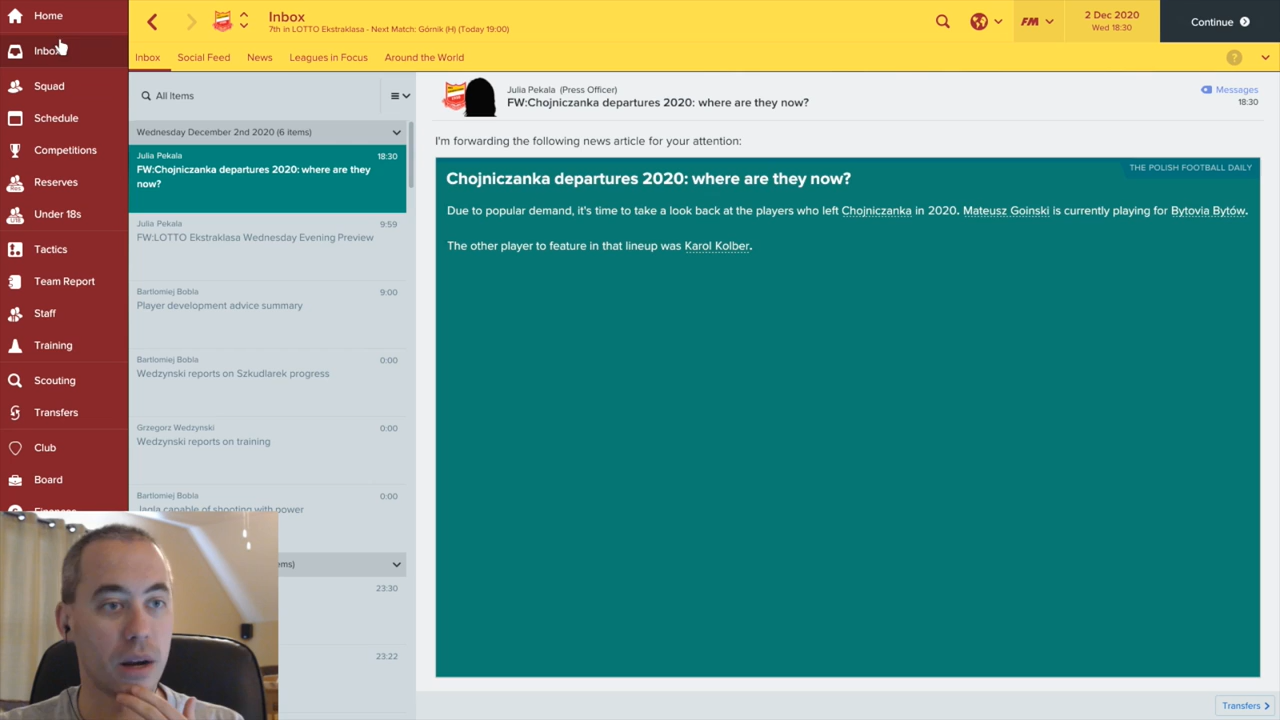 Home
Inbox
Squad
Schedule
Competitions
Reserves
Under 18s
Tactics
Team Report
Staff
Training
Scouting
Transfers
Club
Board
Inbox
7th in LOTTO Ekstraklasa - Next Match: Górnik (H) (Today 19:00)
FM
2 Dec 2020
Wed 18:30
Continue
Inbox
Social Feed
News
Leagues in Focus
Around the World
?
All Items
Wednesday December 2nd 2020 (6 items)
Julia Pekala 18:30
FW:Chojniczanka departures 2020: where are they
now?
Julia Pekala 9:59
FW:LOTTO Ekstraklasa Wednesday Evening Preview
Bartlomiej Bobla 9:00
Player development advice summary
Bartlomiej Bobla 0:00
Wedzynski reports on Szkudlarek progress
Grzegorz Wedzynski 0:00
Wedzynski reports on training
Bartlomiej Bobla 0:00
Jagla capable of shooting with power
23:30
23:22
Julia Pekala (Press Officer)
FW:Chojniczanka departures 2020: where are they now?
Messages
18:30
I'm forwarding the following news article for your attention:
THE POLISH FOOTBALL DAILY
Chojniczanka departures 2020: where are they now?
Due to popular demand, it's time to take a look back at the players who left Chojniczanka in 2020. Mateusz Goinski is currently playing for Bytovia Bytów.
The other player to feature in that lineup was Karol Kolber.
Transfers